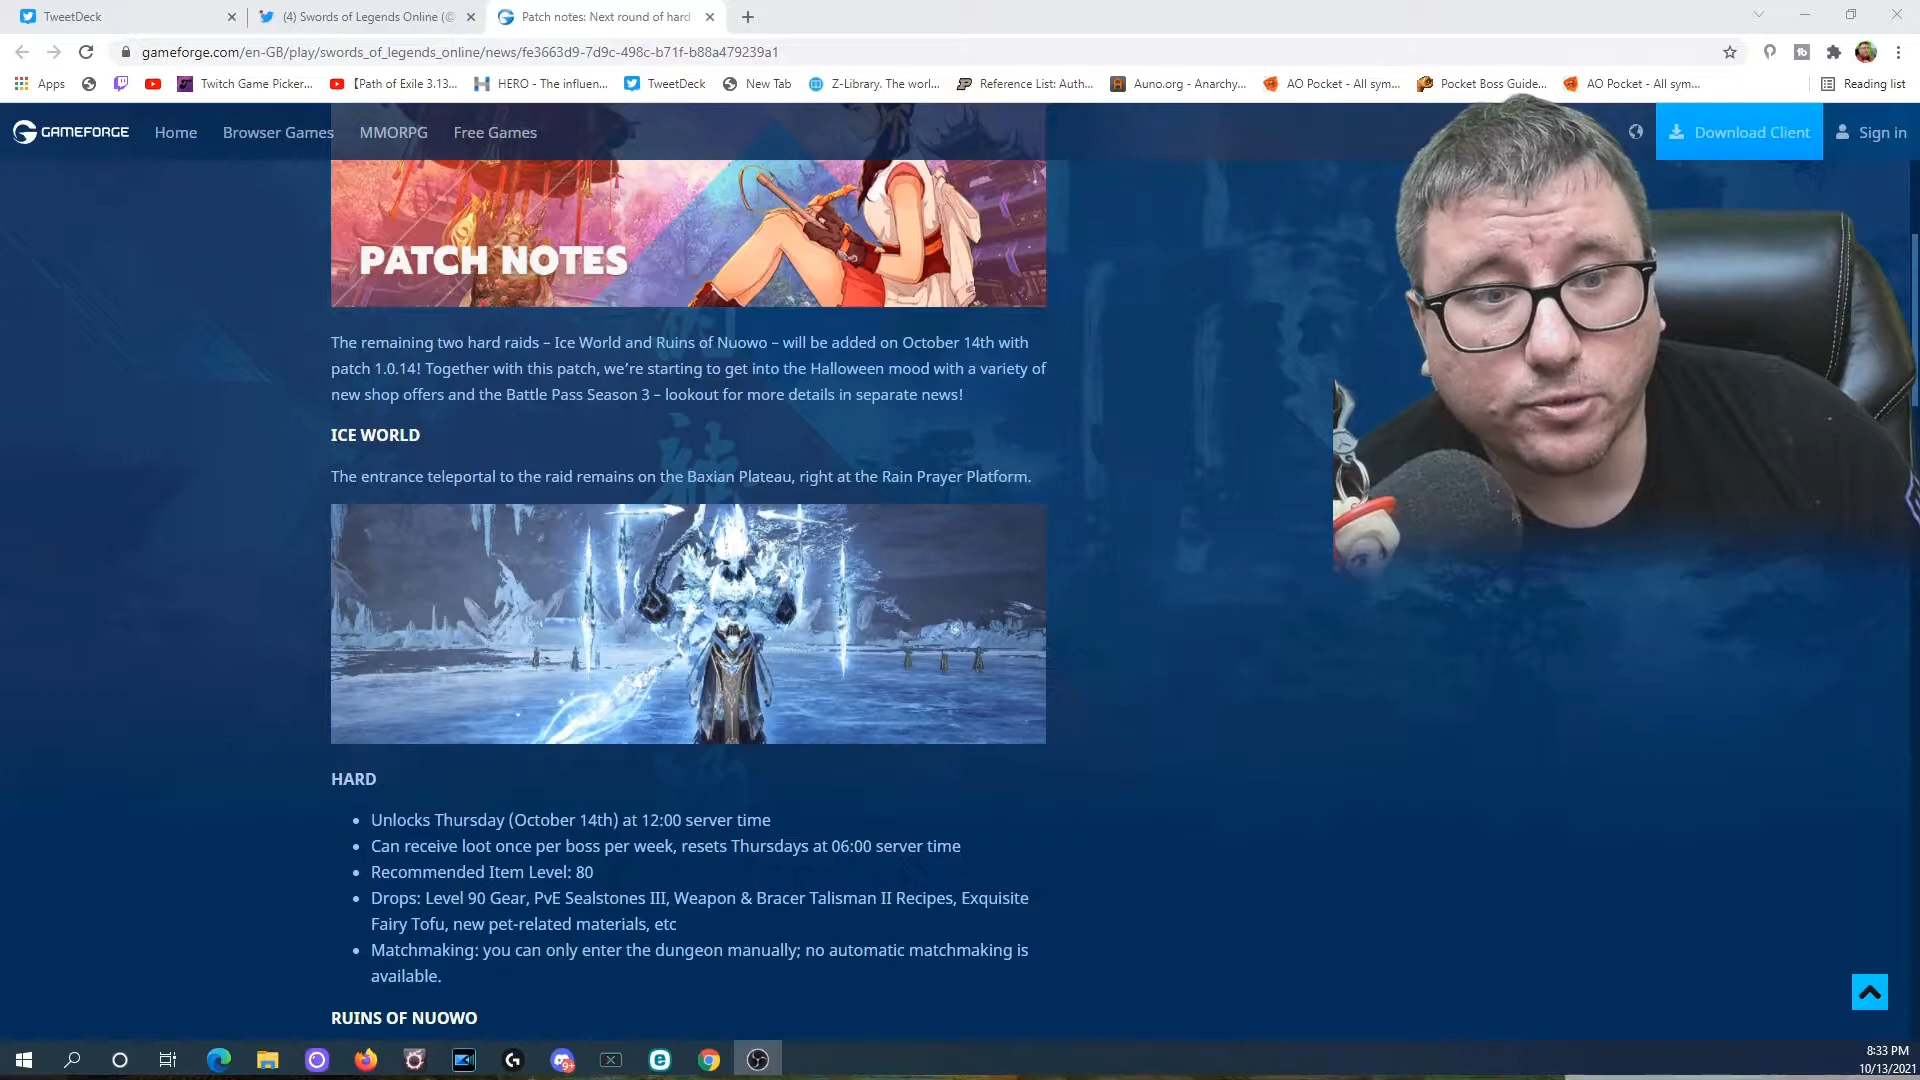 TweetDeck
(4) Swords of Legends Online (@
Patch notes: Next round of hard
gameforge.com/en-GB/play/swords_of_legends_online/news/fe3663d9-7d9c-498c-b71f-b88a479239a1
Apps
Twitch Game Picker...
【Path of Exile 3.13...
HERO - The influen...
TweetDeck
New Tab
Z-Library. The worl...
Reference List: Auth...
Auno.org - Anarchy...
AO Pocket - All sym...
Pocket Boss Guide...
AO Pocket - All sym...
Reading list
GAMEFORGE
Home
Browser Games
MMORPG
Free Games
Download Client
Sign in
PATCH NOTES
The remaining two hard raids – Ice World and Ruins of Nuowo – will be added on October 14th with
patch 1.0.14! Together with this patch, we're starting to get into the Halloween mood with a variety of
new shop offers and the Battle Pass Season 3 – lookout for more details in separate news!
ICE WORLD
The entrance teleportal to the raid remains on the Baxian Plateau, right at the Rain Prayer Platform.
HARD
Unlocks Thursday (October 14th) at 12:00 server time
Can receive loot once per boss per week, resets Thursdays at 06:00 server time
Recommended Item Level: 80
Drops: Level 90 Gear, PvE Sealstones III, Weapon & Bracer Talisman II Recipes, Exquisite
Fairy Tofu, new pet-related materials, etc
Matchmaking: you can only enter the dungeon manually; no automatic matchmaking is
available.
RUINS OF NUOWO
9+
8:33 PM
10/13/2021